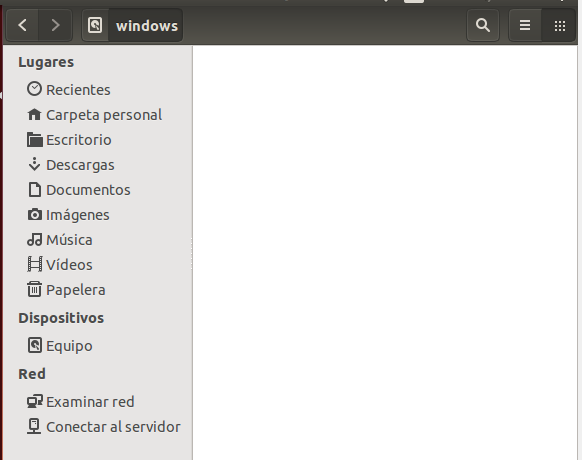 windows
Lugares
Recientes
Carpeta personal
Escritorio
Descargas
Documentos
Imágenes
Música
Vídeos
Papelera
Dispositivos
Equipo
Red
Examinar red
Conectar al servidor